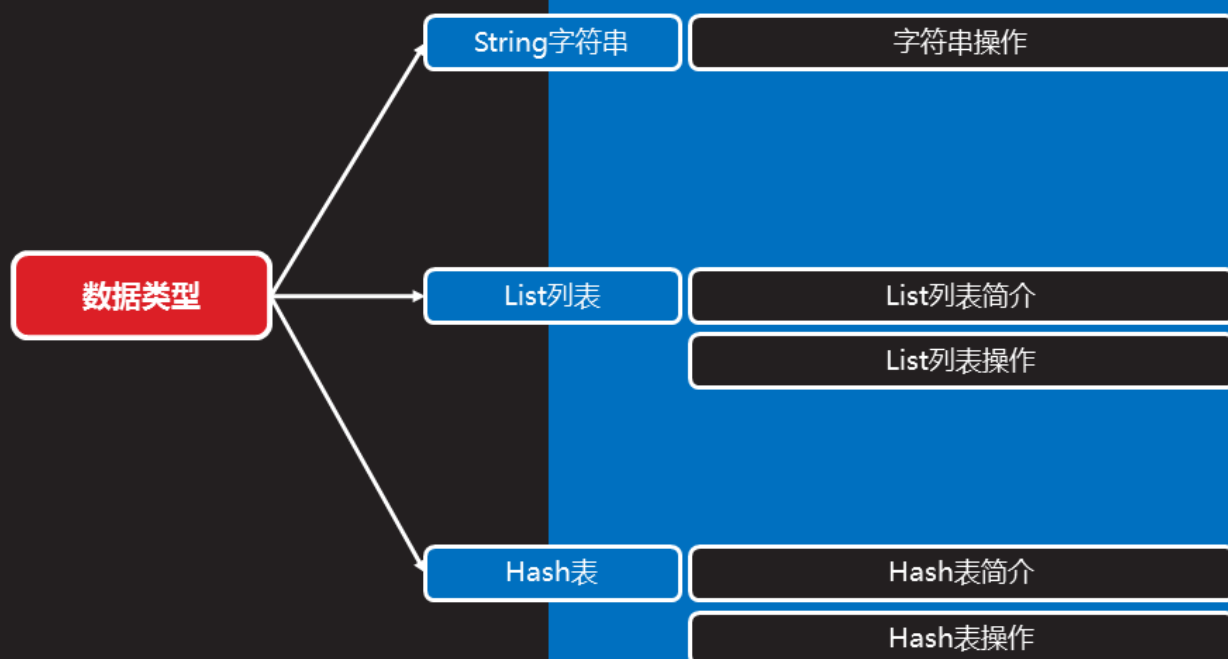 String字符串
字符串操作
数据类型
List列表
List列表简介
List列表操作
Hash表
Hash表简介
Hash表操作